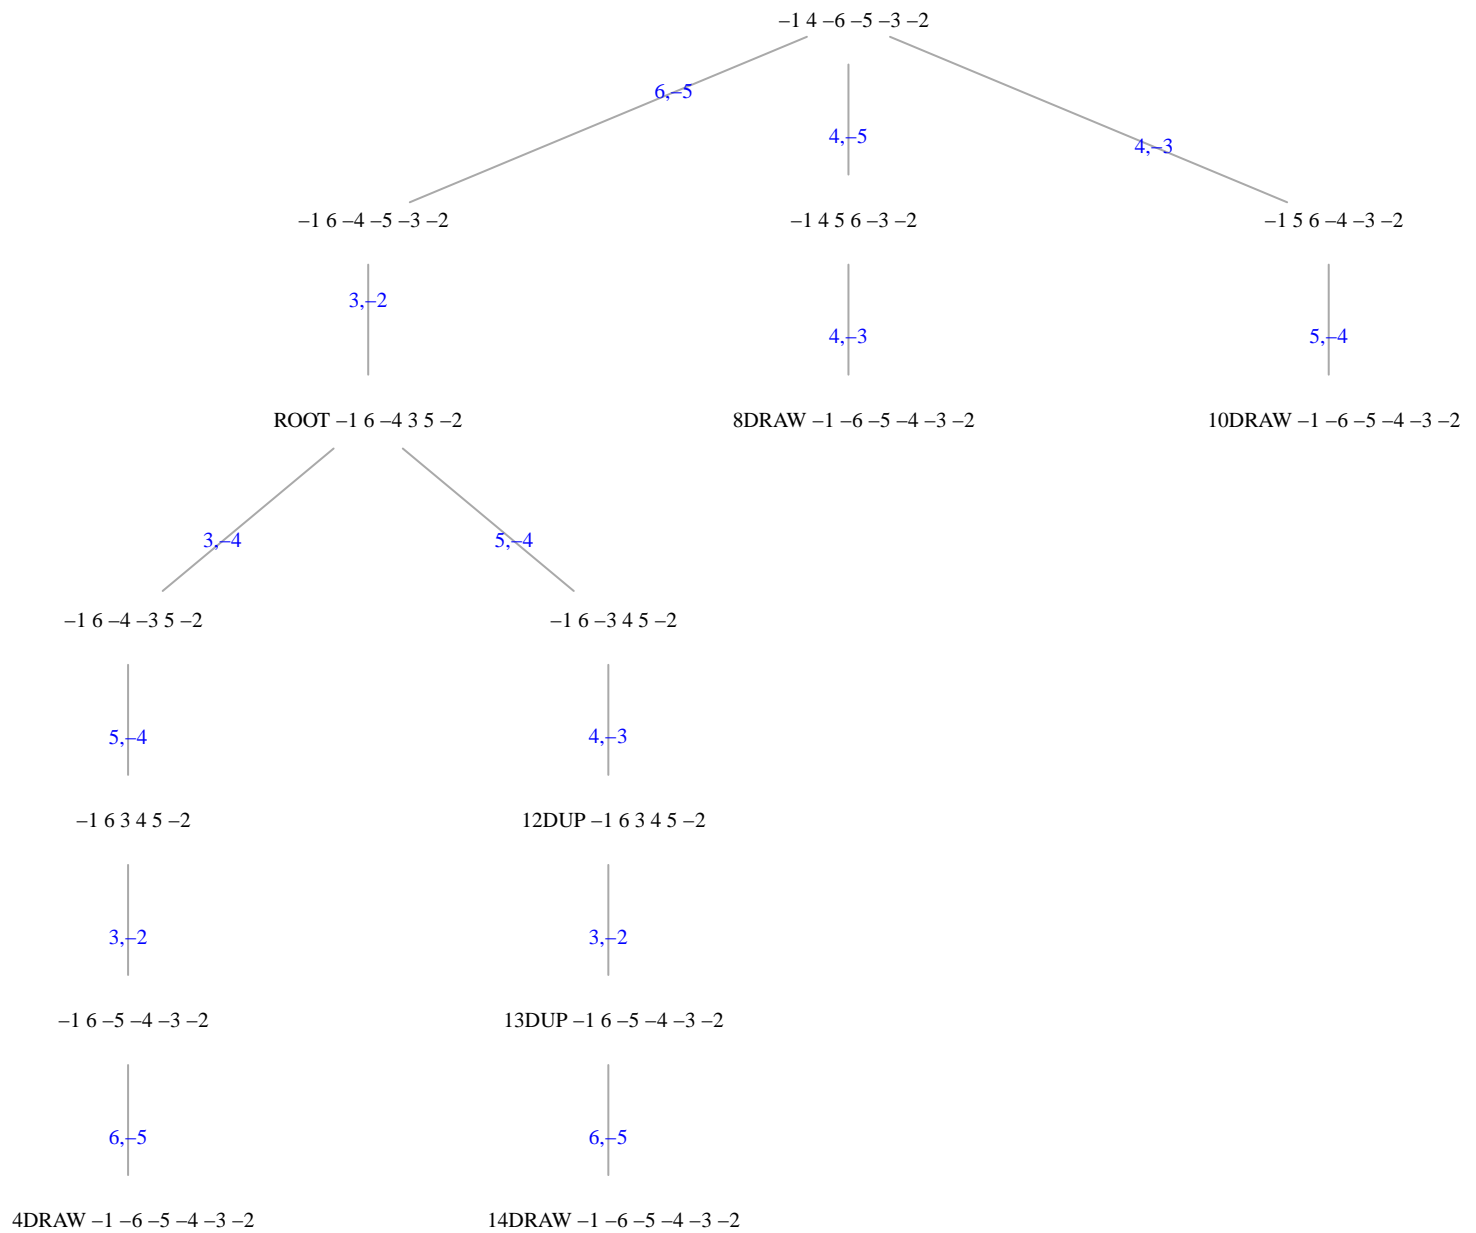 –1 4 –6 –5 –3 –2
6,–5
4,–5
4,–3
–1 6 –4 –5 –3 –2
–1 4 5 6 –3 –2
–1 5 6 –4 –3 –2
3,–2
4,–3
5,–4
ROOT –1 6 –4 3 5 –2
8DRAW –1 –6 –5 –4 –3 –2
10DRAW –1 –6 –5 –4 –3 –2
3,–4
5,–4
–1 6 –4 –3 5 –2
–1 6 –3 4 5 –2
5,–4
4,–3
–1 6 3 4 5 –2
12DUP –1 6 3 4 5 –2
3,–2
3,–2
–1 6 –5 –4 –3 –2
13DUP –1 6 –5 –4 –3 –2
6,–5
6,–5
4DRAW –1 –6 –5 –4 –3 –2
14DRAW –1 –6 –5 –4 –3 –2